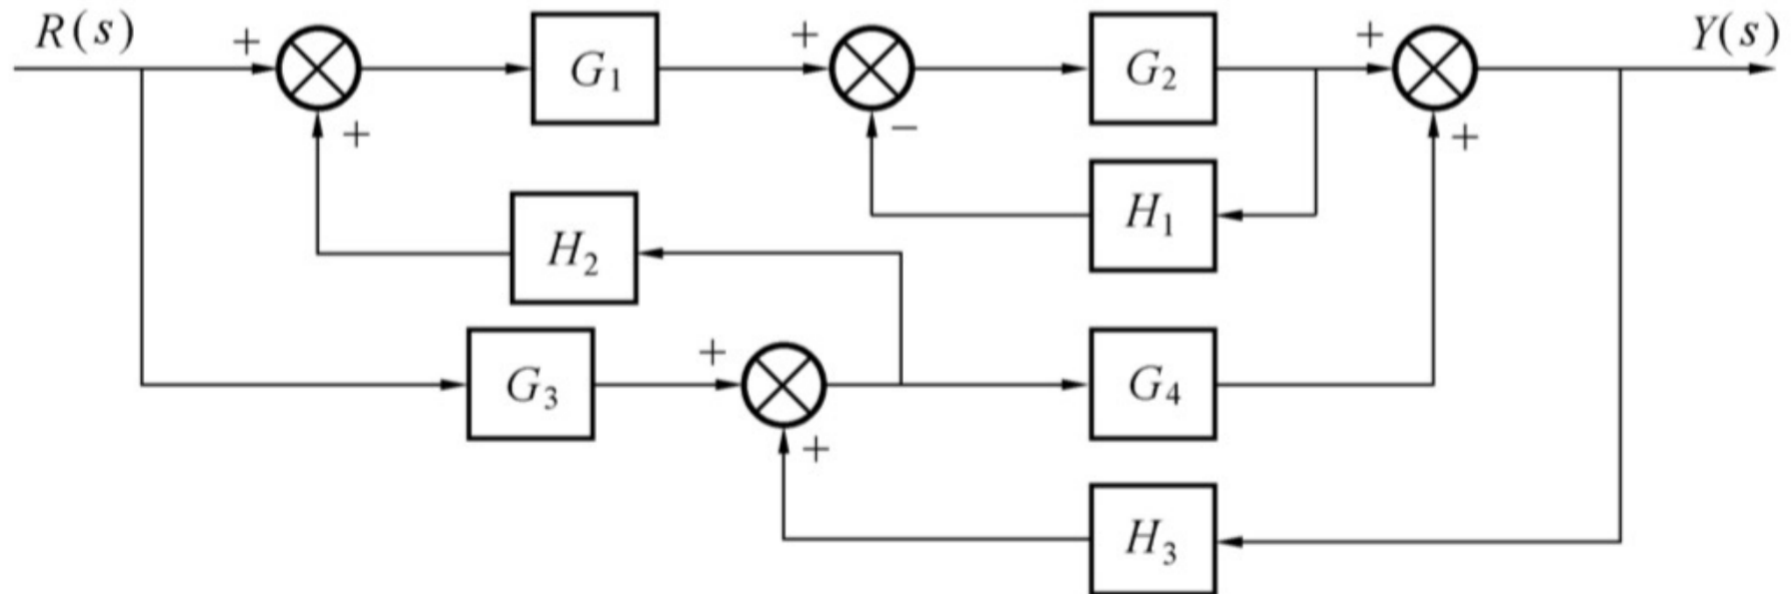 R(s) + G₁ + G₂ + Y(s)
+ − +
H₁
H₂
G₃ + G₄
+
H₃